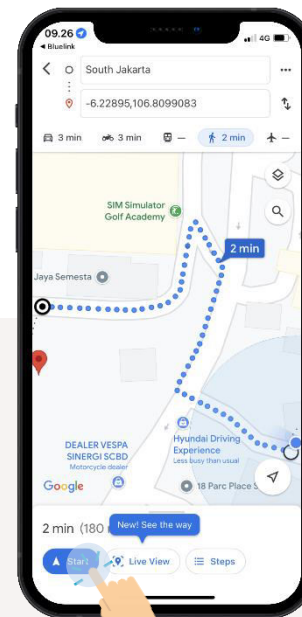 09.26
4G
◀ Bluelink
South Jakarta
-6.22895,106.8099083
3 min
3 min
2 min
SIM Simulator
Golf Academy
2 min
Jaya Semesta
DEALER VESPA
SINERGI SCBD
Motorcycle dealer
Hyundai Driving
Experience
Less busy than usual
Google
18 Parc Place
2 min (180
New! See the way
Start
Live View
Steps